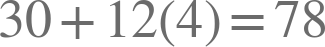 30 + 12(4) = 78